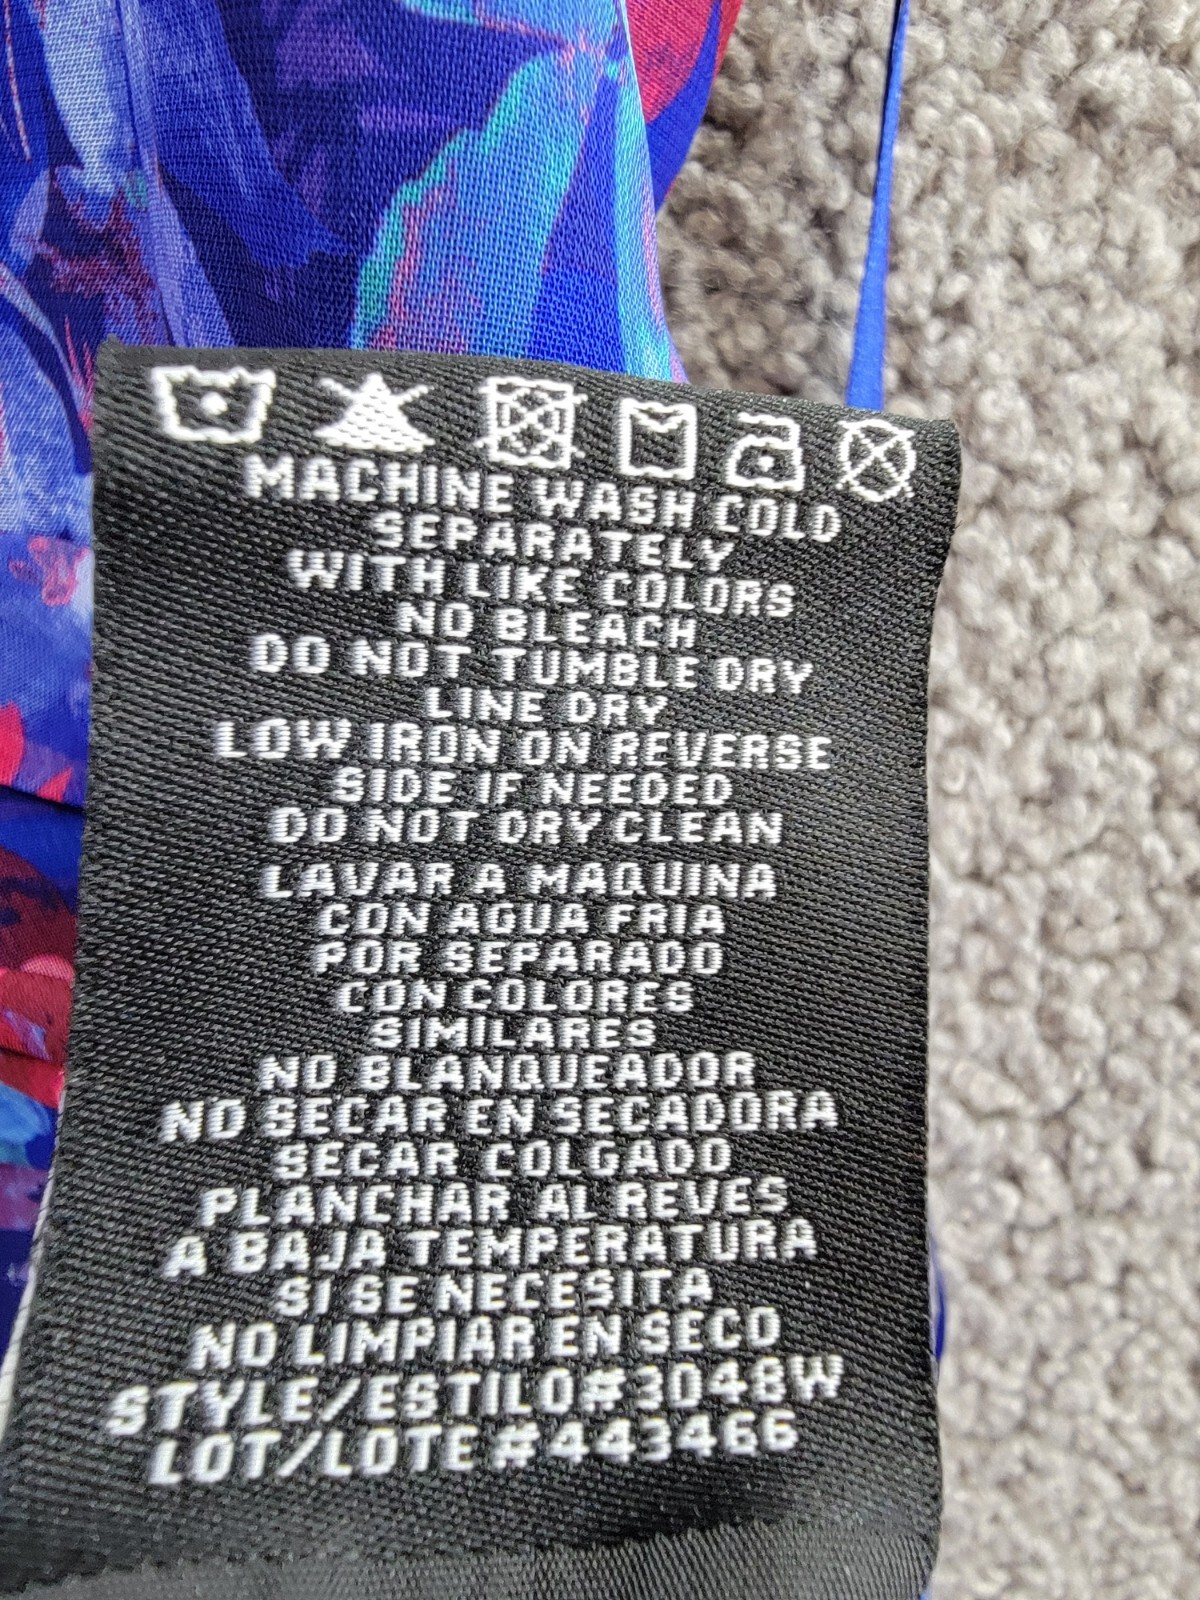 MACHINE WASH COLD
SEPARATELY
WITH LIKE COLORS
NO BLEACH
DO NOT TUMBLE DRY
LINE DRY
LOW IRON ON REVERSE
SIDE IF NEEDED
DO NOT DRY CLEAN
LAVAR A MAQUINA
CON AGUA FRIA
POR SEPARADO
CON COLORES
SIMILARES
NO BLANQUEADOR
NO SECAR EN SECADORA
SECAR COLGADO
PLANCHAR AL REVES
A BAJA TEMPERATURA
SI SE NECESITA
NO LIMPIAR EN SECO
STYLE/ESTILO#3048W
LOT/LOTE#443466